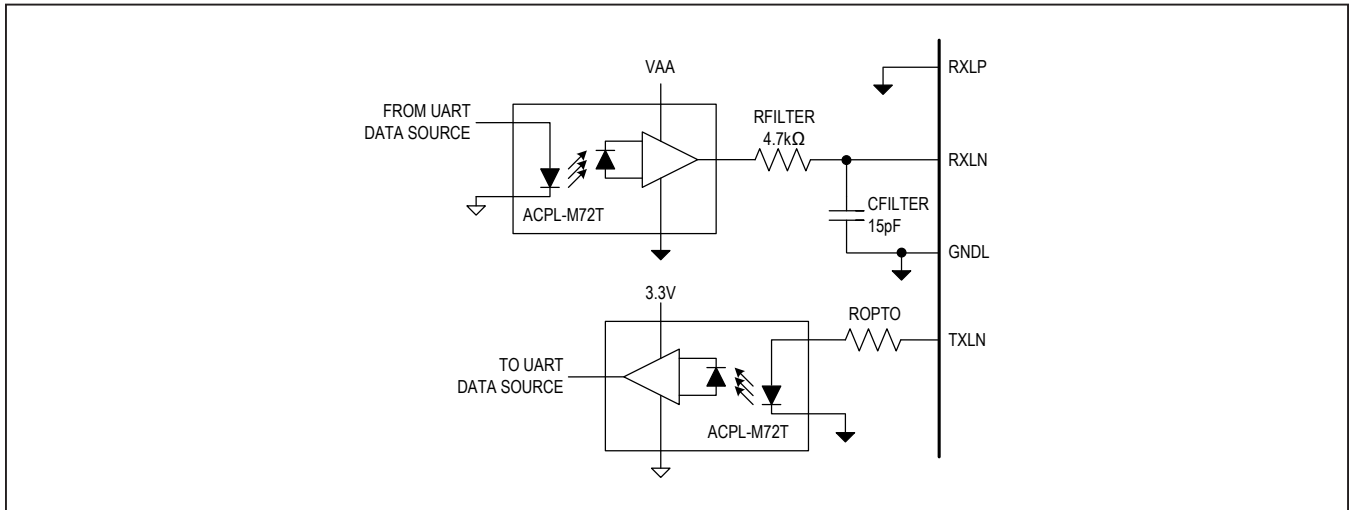 VAA
RXLP
FROM UART
DATA SOURCE
RFILTER
4.7kΩ
RXLN
ACPL-M72T
CFILTER
15pF
GNDL
3.3V
ROPTO
TXLN
TO UART
DATA SOURCE
ACPL-M72T